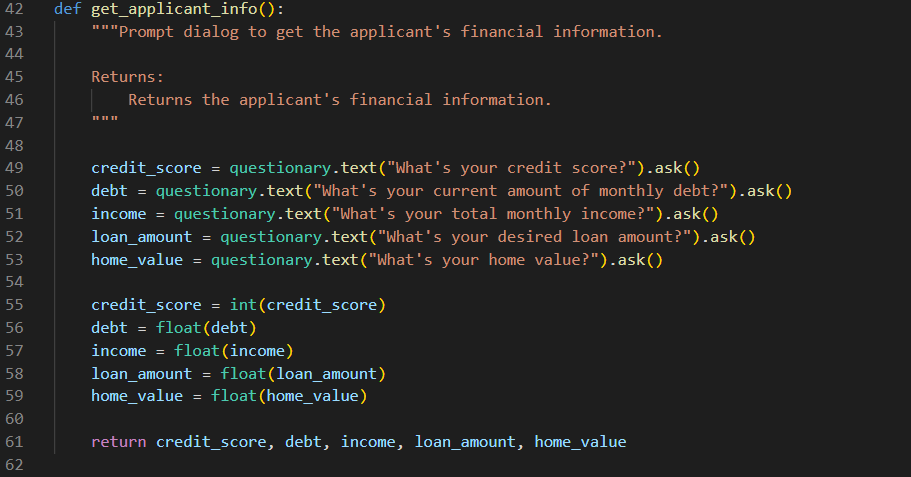 42 def get_applicant_info():
43     """Prompt dialog to get the applicant's financial information.
44
45     Returns:
46         Returns the applicant's financial information.
47     """
48
49     credit_score = questionary.text("What's your credit score?").ask()
50     debt = questionary.text("What's your current amount of monthly debt?").ask()
51     income = questionary.text("What's your total monthly income?").ask()
52     loan_amount = questionary.text("What's your desired loan amount?").ask()
53     home_value = questionary.text("What's your home value?").ask()
54
55     credit_score = int(credit_score)
56     debt = float(debt)
57     income = float(income)
58     loan_amount = float(loan_amount)
59     home_value = float(home_value)
60
61     return credit_score, debt, income, loan_amount, home_value
62